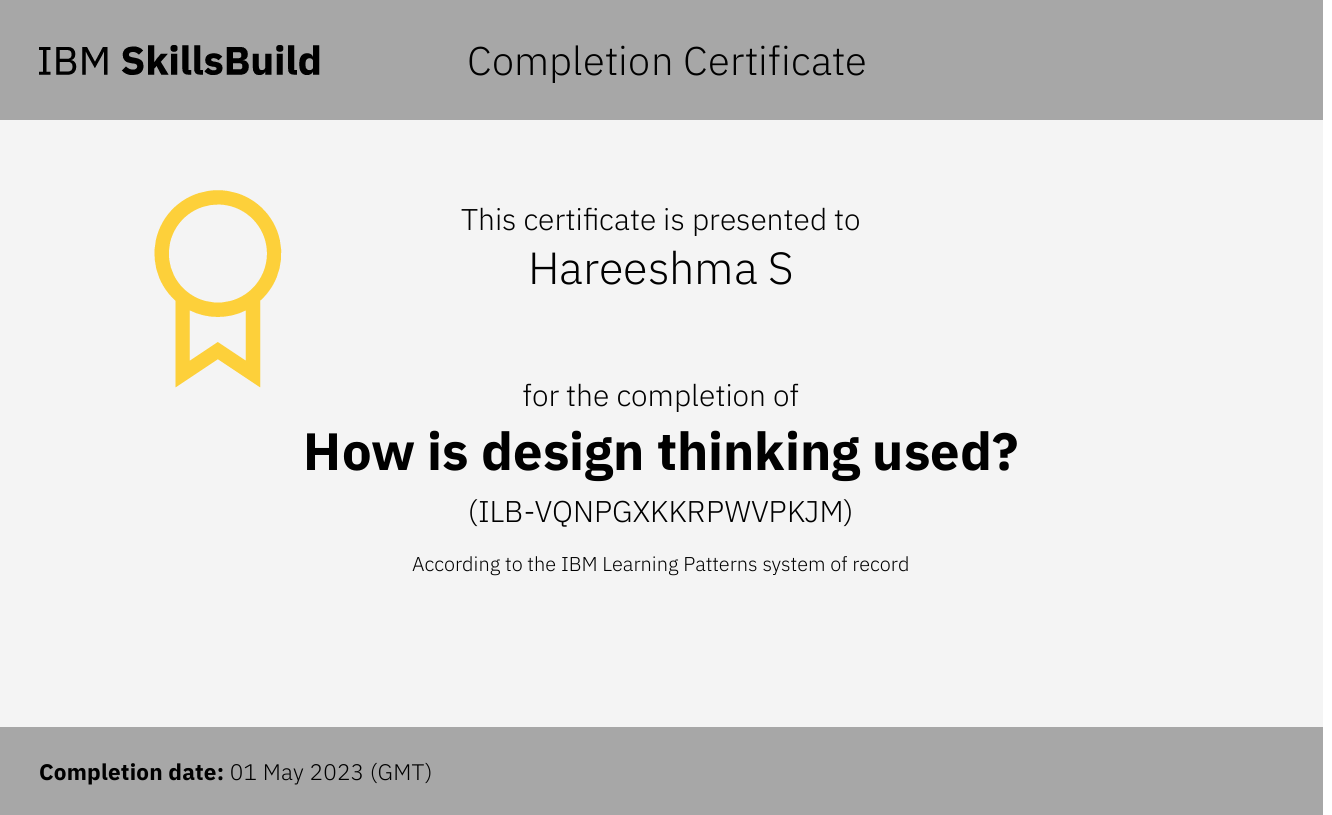 IBM SkillsBuild
Completion Certificate
This certificate is presented to
Hareeshma S
for the completion of
How is design thinking used?
(ILB-VQNPGXKKRPWVPKJM)
According to the IBM Learning Patterns system of record
Completion date: 01 May 2023 (GMT)